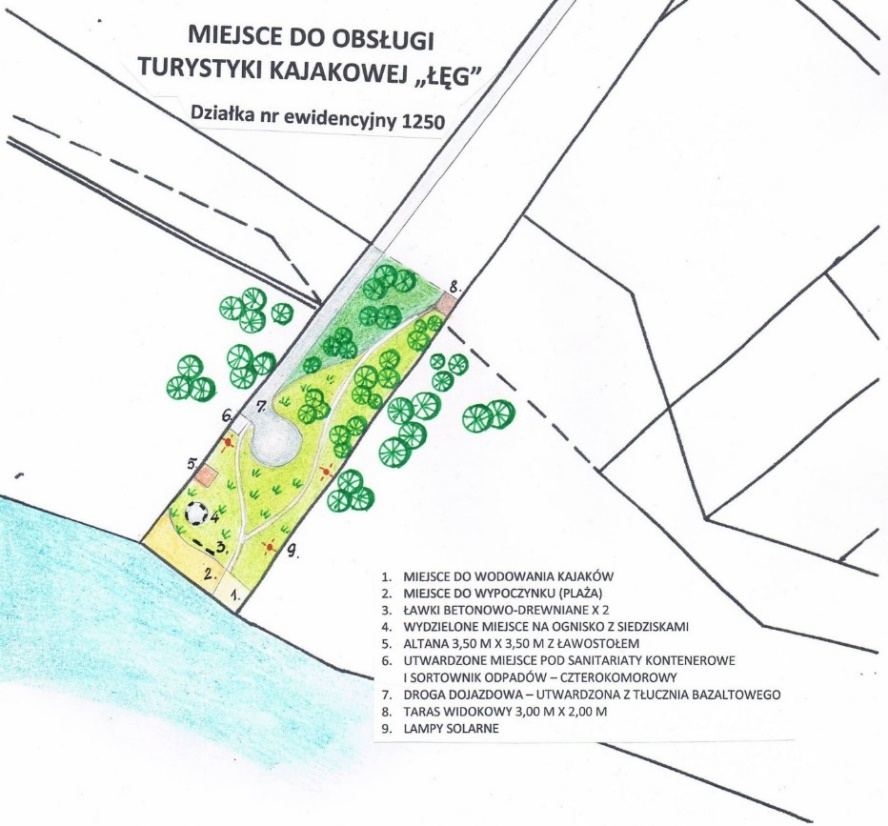 MIEJSCE DO OBSŁUGI
TURYSTYKI KAJAKOWEJ „ŁĘG”
Działka nr ewidencyjny 1250
8.
7.
6.
5.
4
3.
2.
1.
9.
1. MIEJSCE DO WODOWANIA KAJAKÓW
2. MIEJSCE DO WYPOCZYNKU (PLAŻA)
3. ŁAWKI BETONOWO-DREWNIANE X 2
4. WYDZIELONE MIEJSCE NA OGNISKO Z SIEDZISKAMI
5. ALTANA 3,50 M X 3,50 M Z ŁAWOSTOŁEM
6. UTWARDZONE MIEJSCE POD SANITARIATY KONTENEROWE
I SORTOWNIK ODPADÓW – CZTEROKOMOROWY
7. DROGA DOJAZDOWA – UTWARDZONA Z TŁUCZNIA BAZALTOWEGO
8. TARAS WIDOKOWY 3,00 M X 2,00 M
9. LAMPY SOLARNE